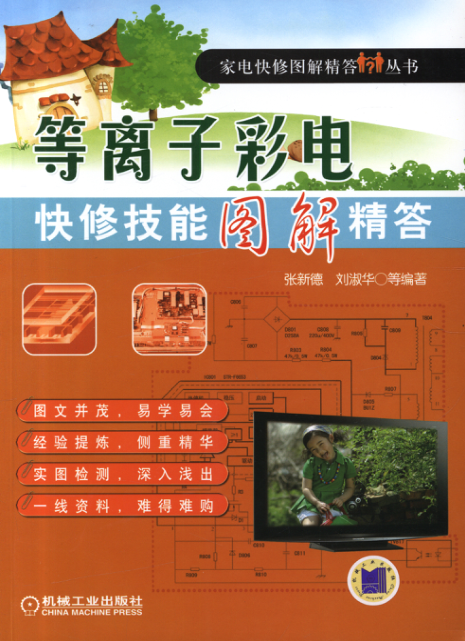 家电快修图解精答?丛书
等离子彩电
快修技能图解精答
张新德 刘淑华○等编著
图文并茂，易学易会
经验提炼，侧重精华
实图检测，深入浅出
一线资料，难得难购
机械工业出版社
CHINA MACHINE PRESS